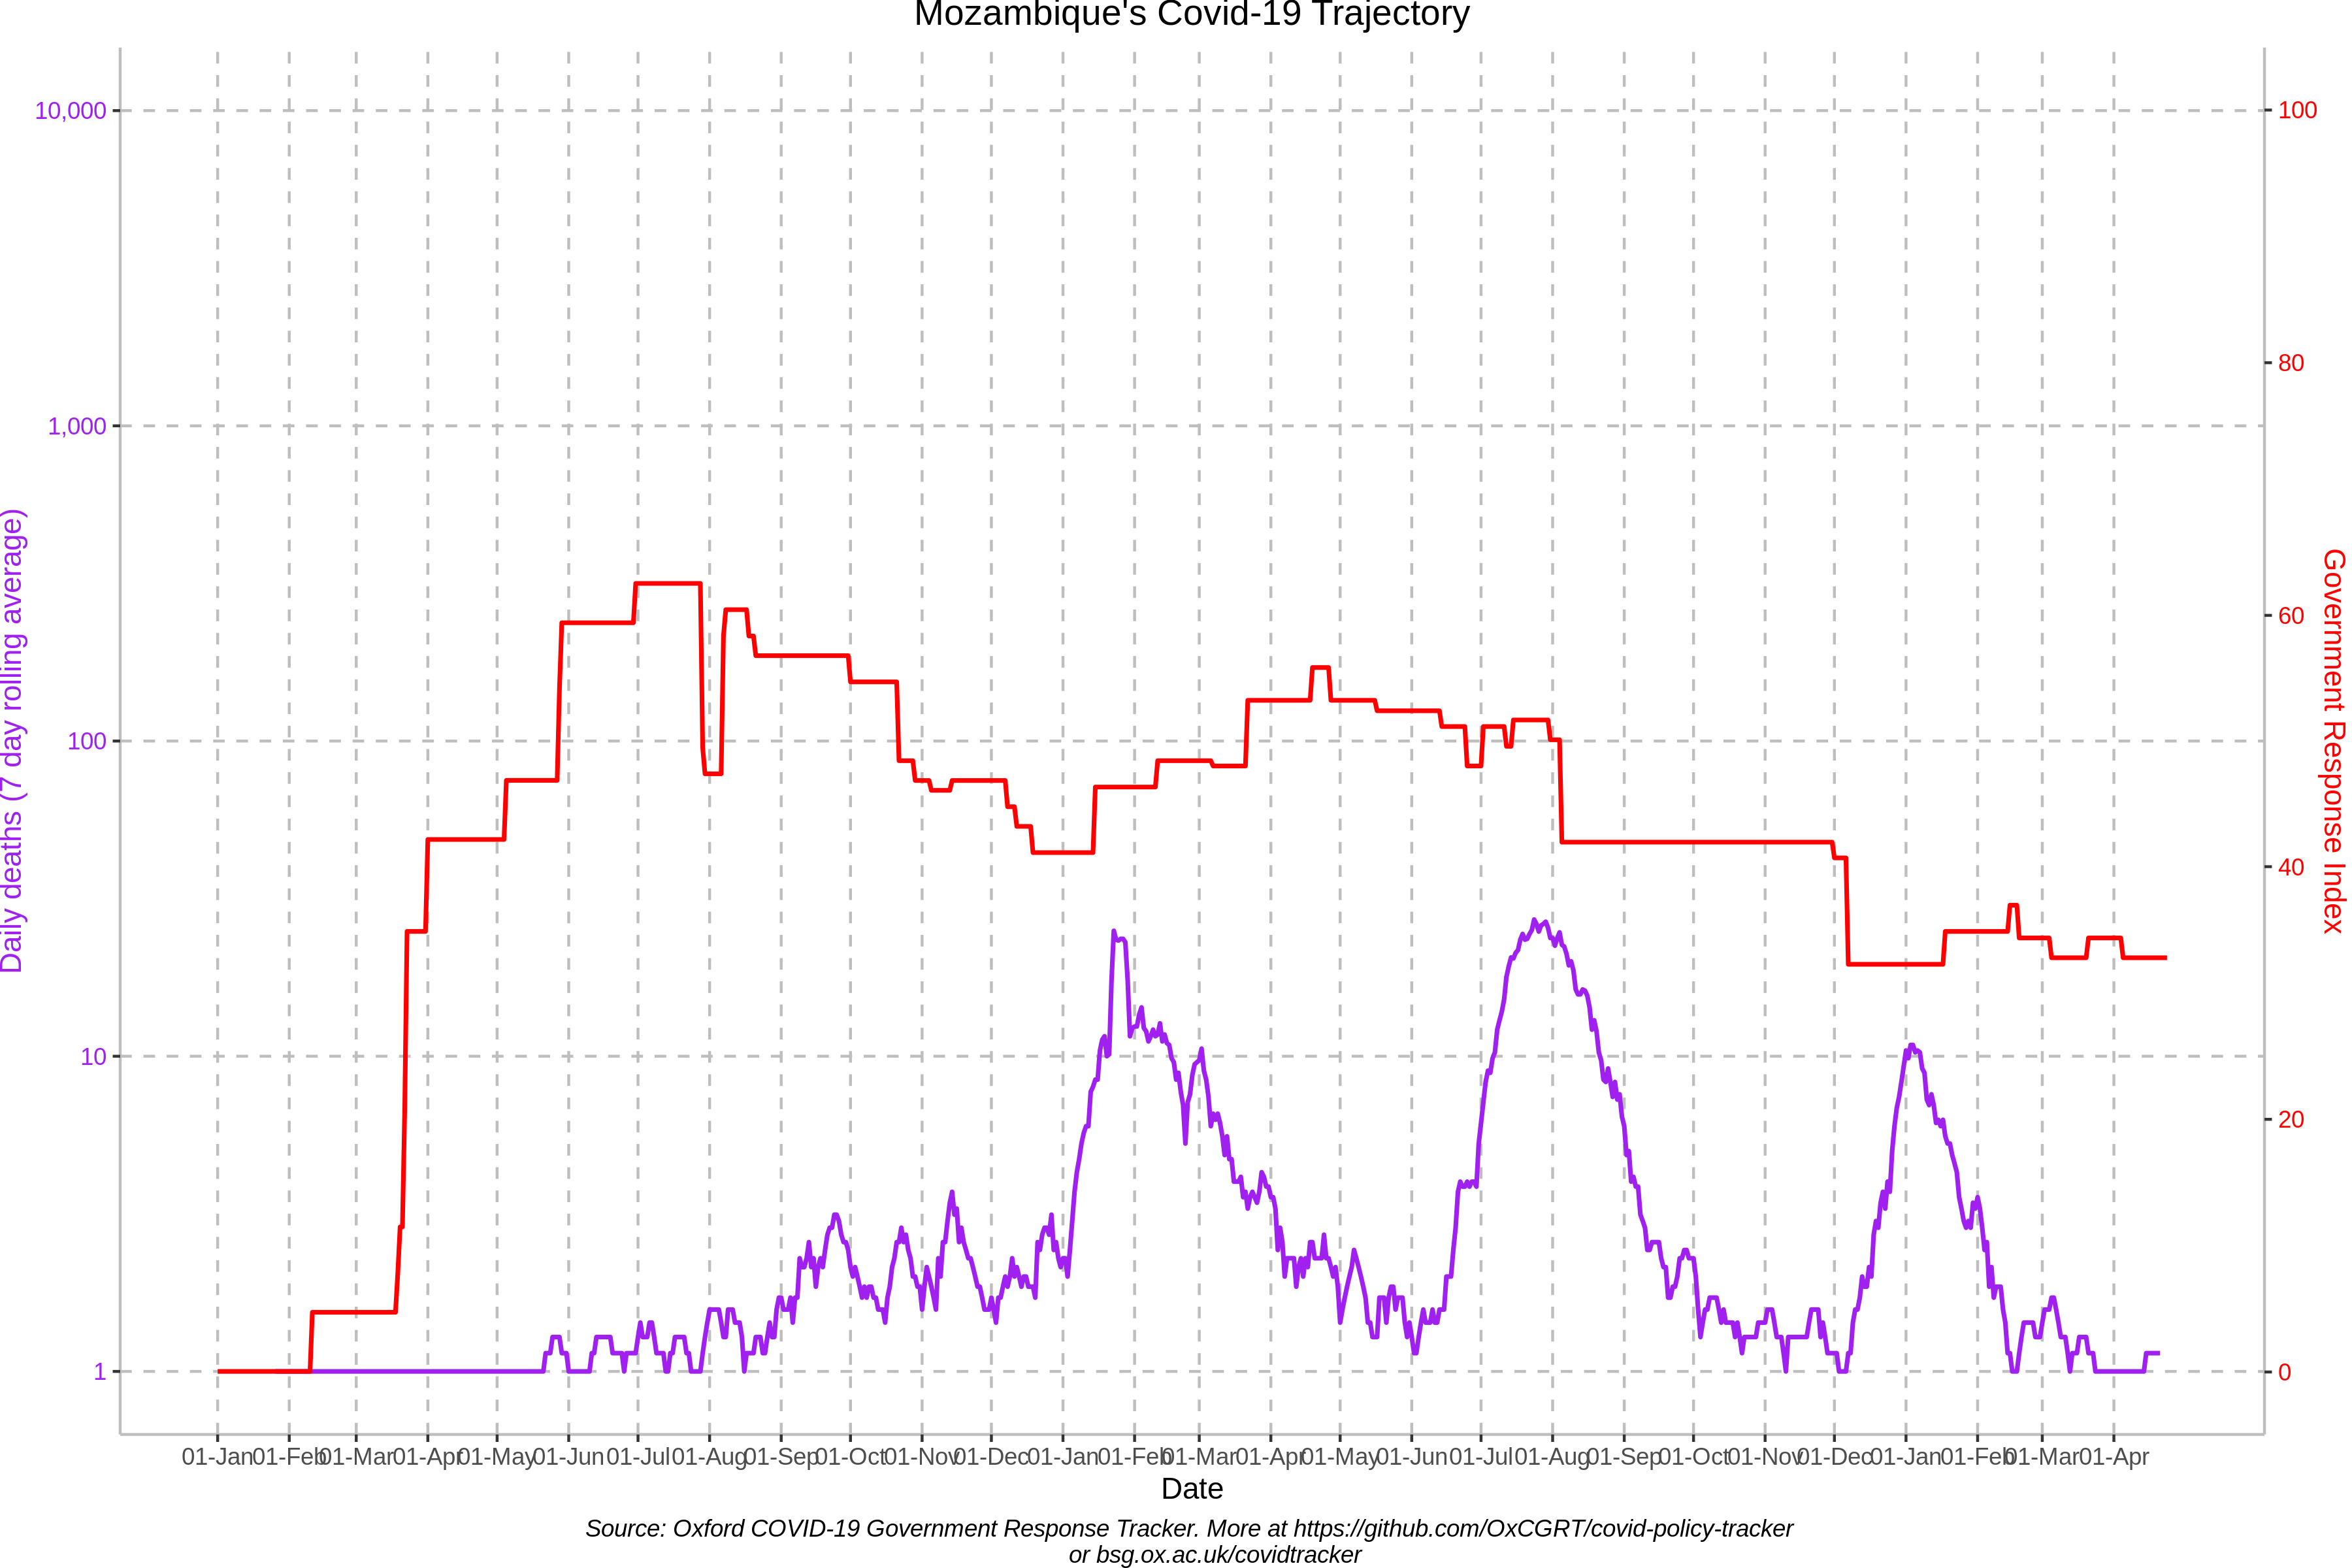 Mozambique's Covid-19 Trajectory
10,000
1,000
100
10
1
Daily deaths (7 day rolling average)
100
80
60
40
20
0
Government Response Index
01-Jan 01-Feb 01-Mar 01-Apr 01-May 01-Jun 01-Jul 01-Aug 01-Sep 01-Oct 01-Nov 01-Dec 01-Jan 01-Feb 01-Mar 01-Apr 01-May 01-Jun 01-Jul 01-Aug 01-Sep 01-Oct 01-Nov 01-Dec 01-Jan 01-Feb 01-Mar 01-Apr
Date
Source: Oxford COVID-19 Government Response Tracker. More at https://github.com/OxCGRT/covid-policy-tracker
or bsg.ox.ac.uk/covidtracker